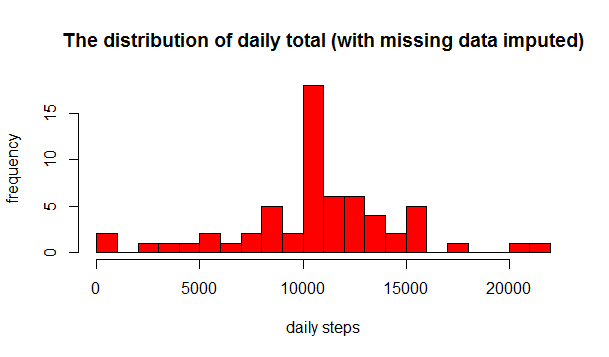 The distribution of daily total (with missing data imputed)
15
10
5
0
frequency
0 5000 10000 15000 20000
daily steps